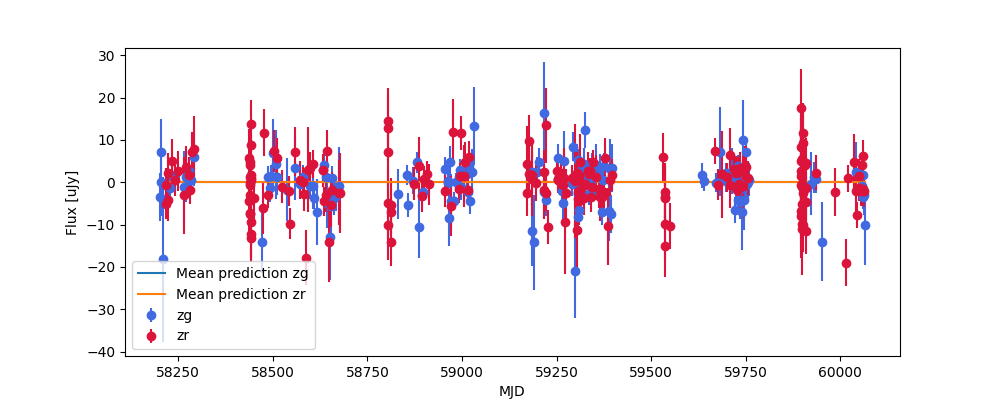 30
20
10
0
−10
−20
−30
−40
Flux [uJy]
Mean prediction zg
Mean prediction zr
zg
zr
58250 58500 58750 59000 59250 59500 59750 60000
MJD